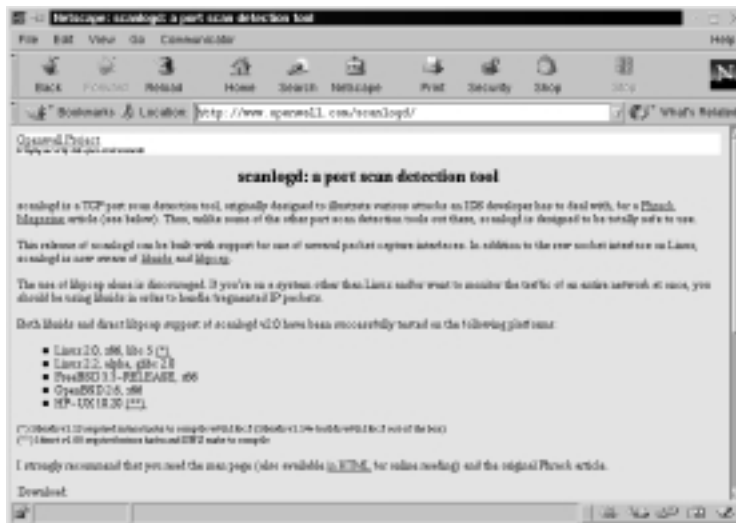 Netscape: scanlogd: a port scan detection tool
File Edit View Go Communicator Help
Back Forward Reload Home Search Netscape Print Security Shop Stop
N
Bookmarks Location: http://www.openwall.com/scanlogd/ What's Related
Openwall Project
scanlogd: a port scan detection tool
scanlogd is a TCP port scan detection tool, originally designed to illustrate various attacks an IDS developer has to deal with, for a Phrack
Magazine article (see below). Thus, unlike some of the other port scan detection tools out there, scanlogd is designed to be totally safe to use.
This release of scanlogd can be built with support for one of several packet capture interfaces. In addition to the raw socket interface on Linux,
scanlogd is now aware of libnids and libpcap.
The use of libpcap alone is discouraged. If you're on a system other than Linux and/or want to monitor the traffic of an entire network at once, you
should be using libnids in order to handle fragmented IP packets.
Both libnids and direct libpcap support of scanlogd v2.0 have been successfully tested on the following platforms:
Linux 2.0, x86, libc 5 (*)
Linux 2.2, alpha, glibc 2.0
FreeBSD 3.3-RELEASE, x86
OpenBSD 2.6, x86
HP-UX 10.20 (**)
I strongly recommend that you read the man page (also available in HTML for online reading) and the original Phrack article.
Download: